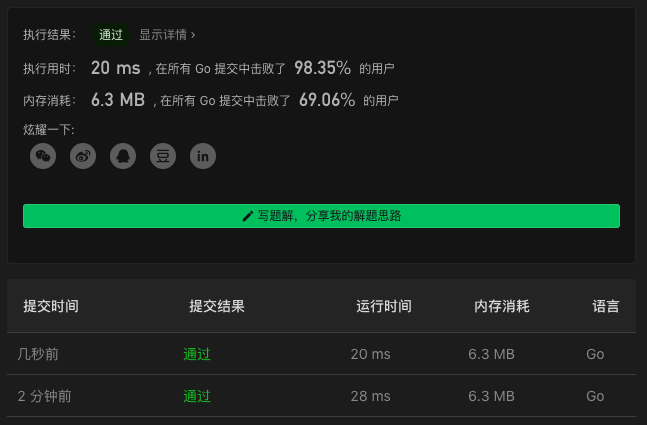 执行结果： 通过 显示详情 ›
执行用时： 20 ms , 在所有 Go 提交中击败了 98.35% 的用户
内存消耗： 6.3 MB , 在所有 Go 提交中击败了 69.06% 的用户
炫耀一下:
豆 in
写题解，分享我的解题思路
提交时间 提交结果 运行时间 内存消耗 语言
几秒前 通过 20 ms 6.3 MB Go
2 分钟前 通过 28 ms 6.3 MB Go